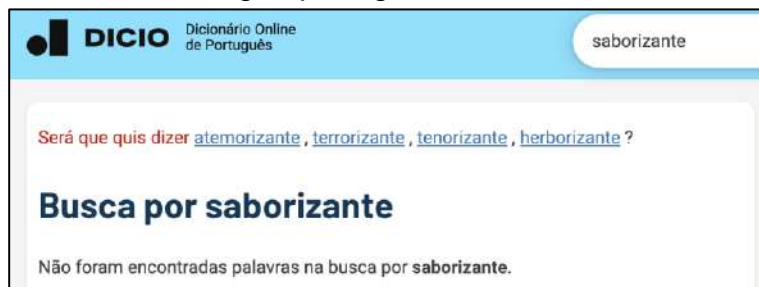 DICIO
Dicionário Online
de Português
saborizante
Será que quis dizer atemorizante , terrorizante , tenorizante , herborizante ?
Busca por saborizante
Não foram encontradas palavras na busca por saborizante.